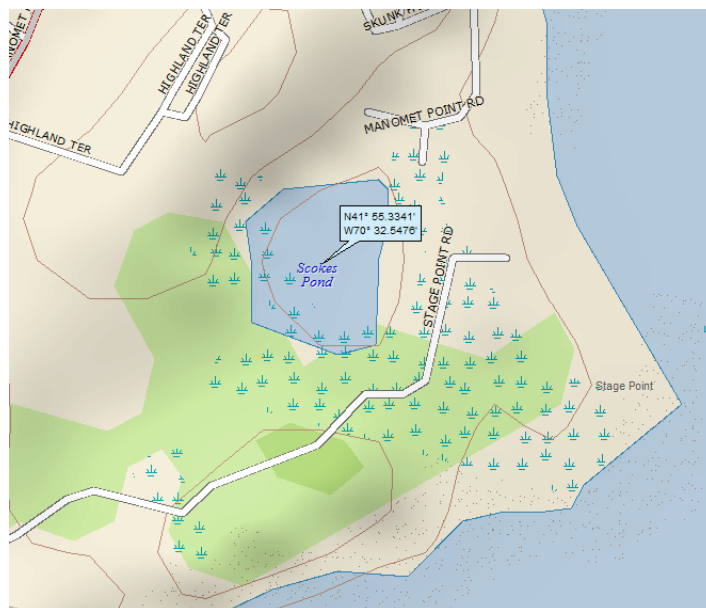 SKUNK
HIGHLAND TER
HIGHLAND TER
MANOMET POINT RD
HIGHLAND TER
N41° 55.3341'
W70° 32.5476'
Scokes
Pond
STAGE POINT RD
Stage Point